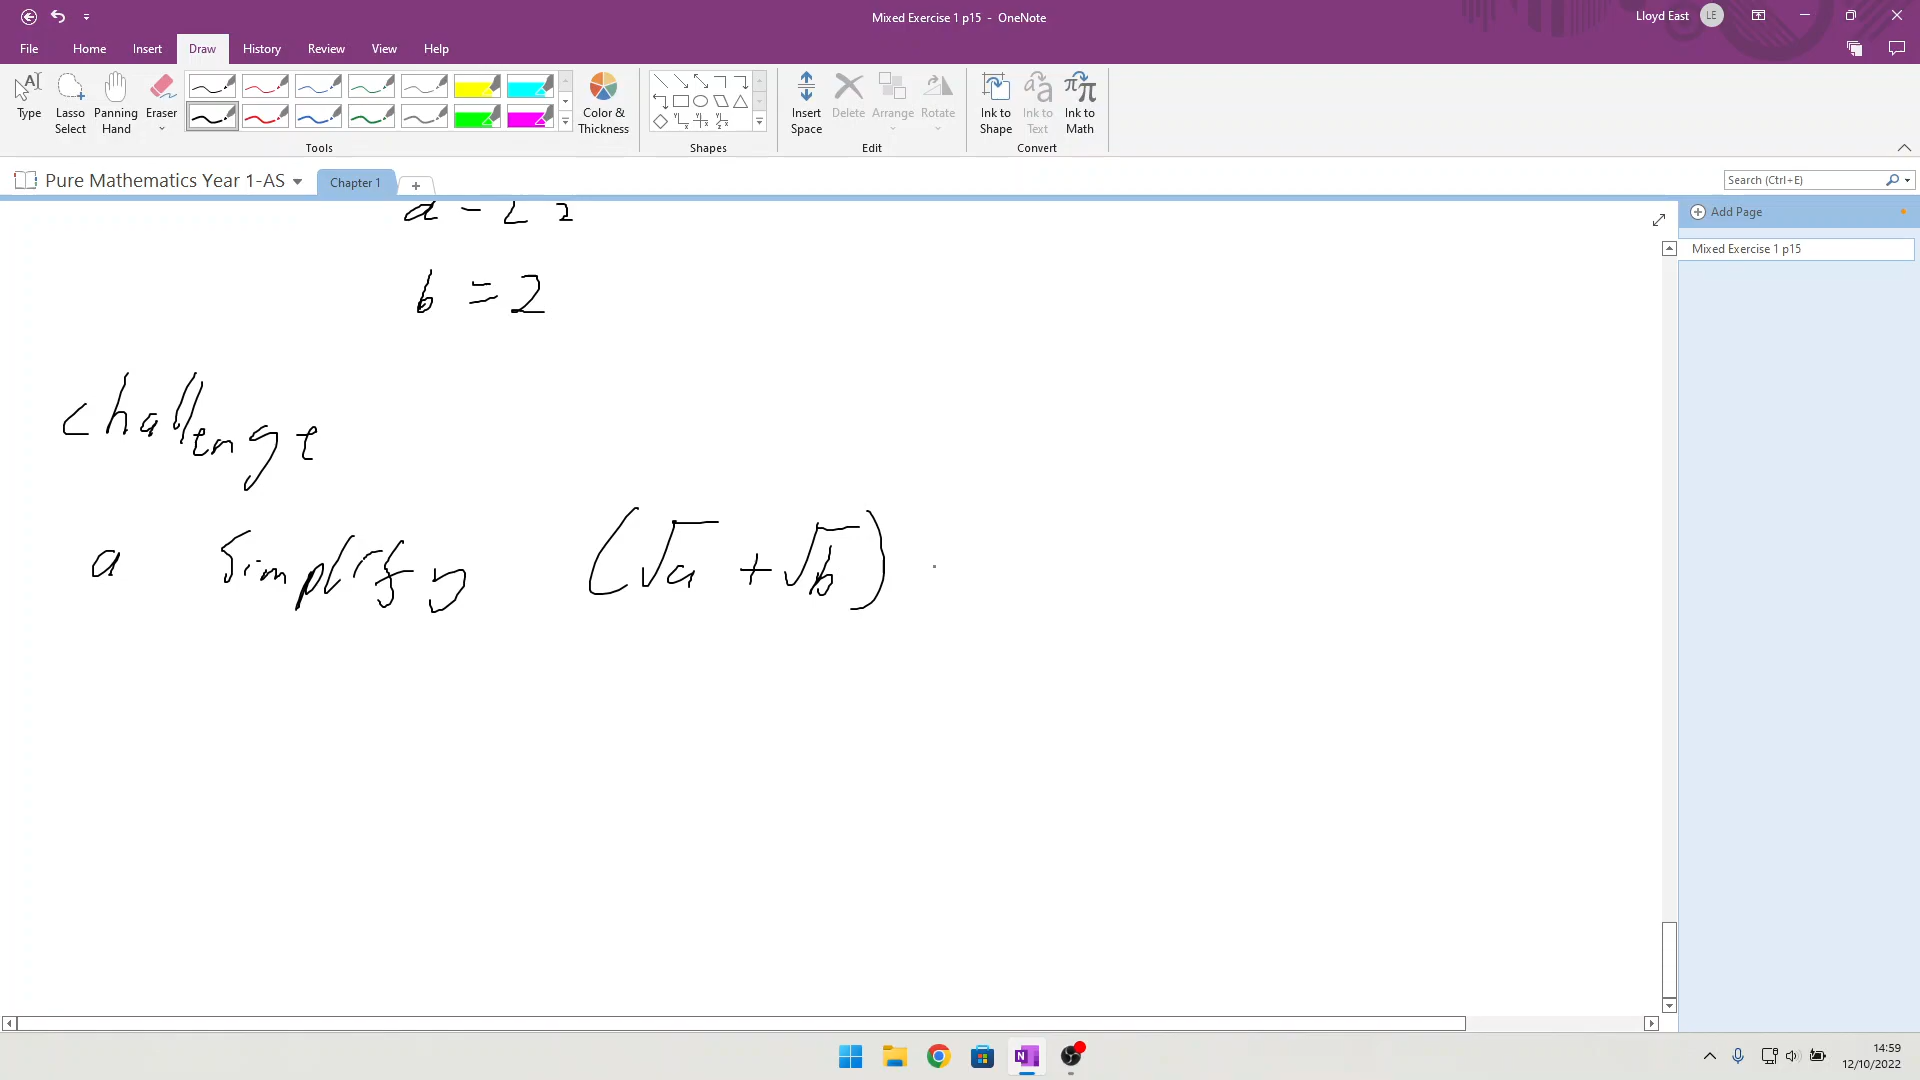 Mixed Exercise 1 p15 - OneNote
Lloyd East LE
File Home Insert Draw History Review View Help
Type Lasso Select Panning Hand Eraser Color & Thickness Insert Space Delete Arrange Rotate Ink to Shape Ink to Text Ink to Math
Tools Shapes Edit Convert
Pure Mathematics Year 1-AS Chapter 1 Search (Ctrl+E)
Add Page
Mixed Exercise 1 p15
b = 2
challenge
a simplify (√a + √b)
14:59
12/10/2022